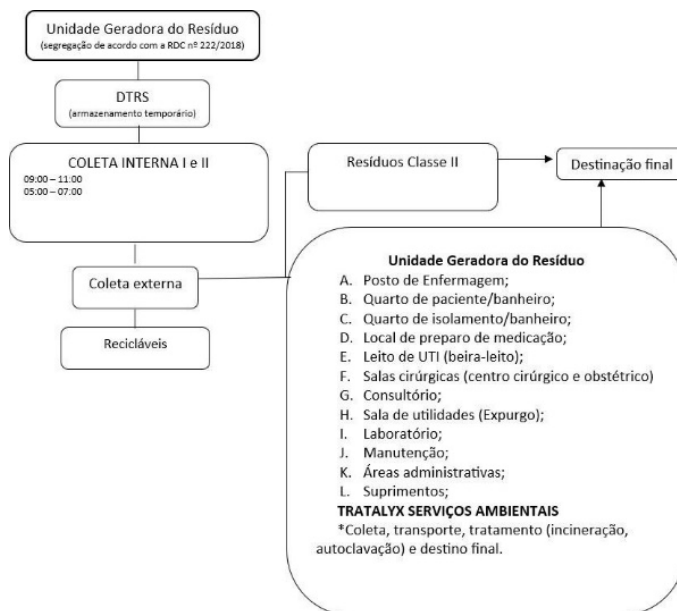 Unidade Geradora do Resíduo
(segregação de acordo com a RDC nº 222/2018)
DTRS
(armazenamento temporário)
COLETA INTERNA I e II
09:00 – 11:00
05:00 – 07:00
Coleta externa
Recicláveis
Resíduos Classe II
Destinação final
Unidade Geradora do Resíduo
A. Posto de Enfermagem;
B. Quarto de paciente/banheiro;
C. Quarto de isolamento/banheiro;
D. Local de preparo de medicação;
E. Leito de UTI (beira-leito);
F. Salas cirúrgicas (centro cirúrgico e obstétrico)
G. Consultório;
H. Sala de utilidades (Expurgo);
I. Laboratório;
J. Manutenção;
K. Áreas administrativas;
L. Suprimentos;
TRATALYX SERVIÇOS AMBIENTAIS
*Coleta, transporte, tratamento (incineração,
autoclavação) e destino final.